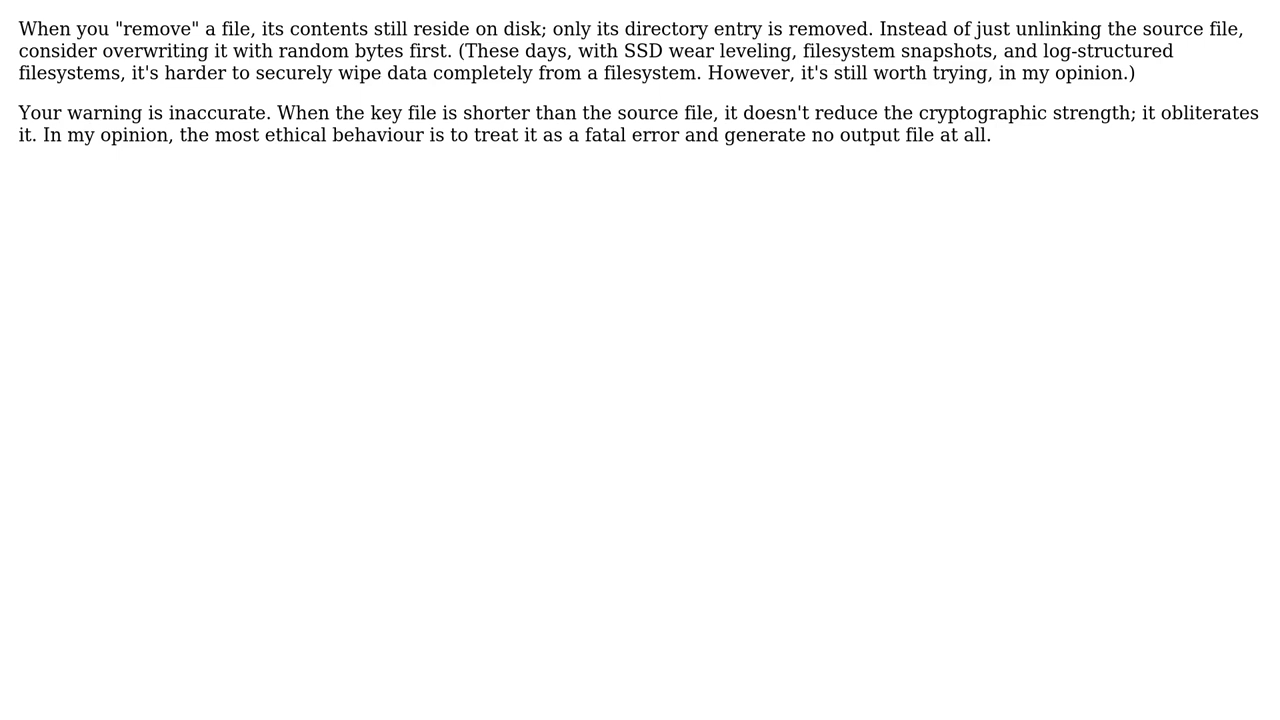 When you "remove" a file, its contents still reside on disk; only its directory entry is removed. Instead of just unlinking the source file,
consider overwriting it with random bytes first. (These days, with SSD wear leveling, filesystem snapshots, and log-structured
filesystems, it's harder to securely wipe data completely from a filesystem. However, it's still worth trying, in my opinion.)
Your warning is inaccurate. When the key file is shorter than the source file, it doesn't reduce the cryptographic strength; it obliterates
it. In my opinion, the most ethical behaviour is to treat it as a fatal error and generate no output file at all.